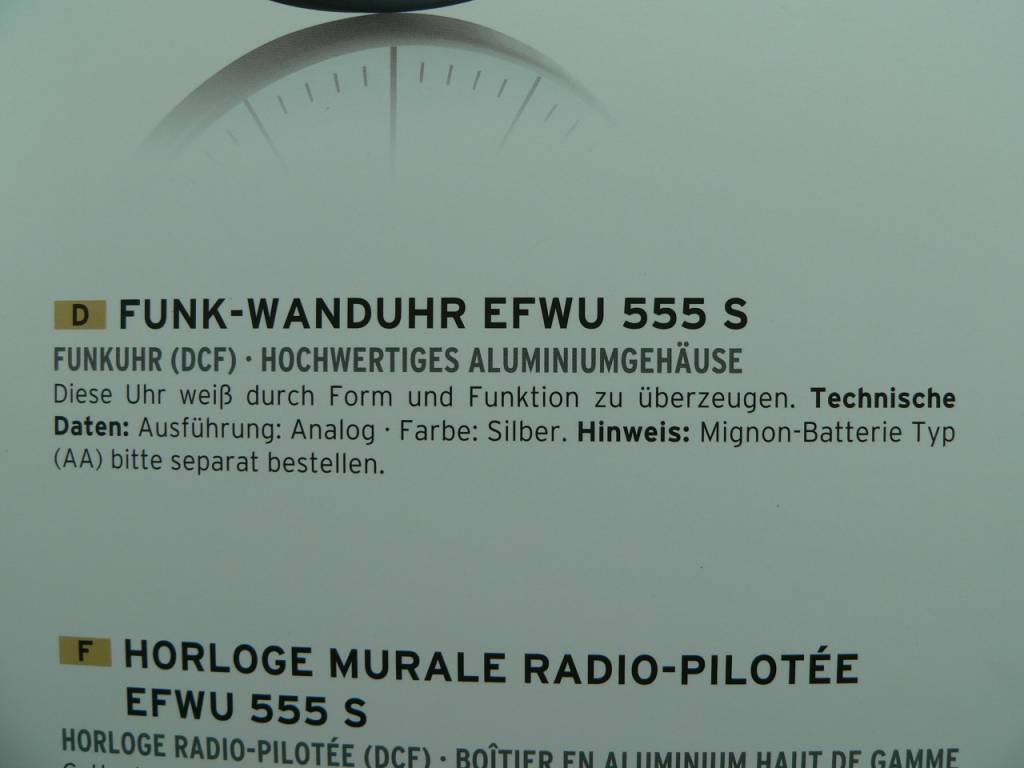 D FUNK-WANDUHR EFWU 555 S
FUNKUHR (DCF) · HOCHWERTIGES ALUMINIUMGEHÄUSE
Diese Uhr weiß durch Form und Funktion zu überzeugen. Technische
Daten: Ausführung: Analog · Farbe: Silber. Hinweis: Mignon-Batterie Typ
(AA) bitte separat bestellen.
F HORLOGE MURALE RADIO-PILOTÉE
EFWU 555 S
HORLOGE RADIO-PILOTÉE (DCF) · BOÎTIER EN ALUMINIUM HAUT DE GAMME